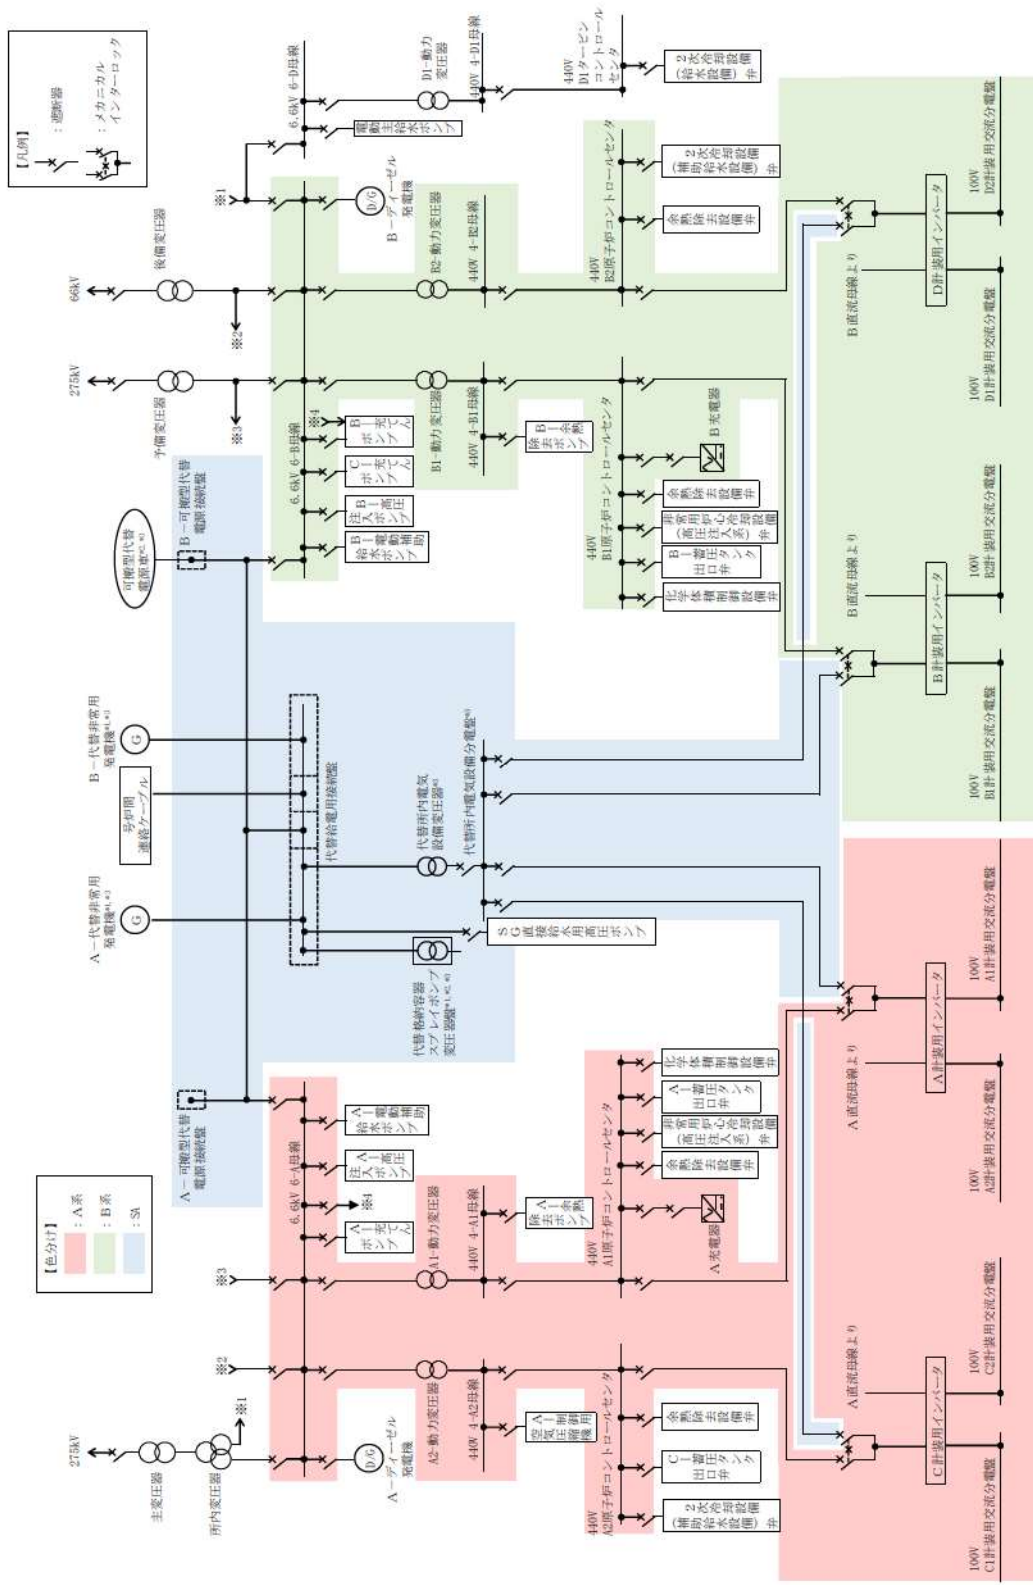 【凡例】
：遮断器
：メカニカル
インターロック
【色分け】
：A系
：B系
：SA
275kV
主変圧器
所内変圧器
※1
※2
※3
A－可搬型代替
電源接続盤
A－代替非常用
発電機
G
号炉間
連絡ケーブル
B－代替非常用
発電機
G
可搬型代替
電源車
B－可搬型代替
電源接続盤
275kV
予備変圧器
※3
66kV
後備変圧器
※2
※1
D/G
A－ディーゼル
発電機
6.6kV 6-A母線
A－充てん
ポンプ
※4
A－高圧
注入ポンプ
A－電動補助
給水ポンプ
代替給電用接続盤
6.6kV 6-B母線
B－電動補助
給水ポンプ
B－高圧
注入ポンプ
C－充てん
ポンプ
B－充てん
ポンプ
※4
D/G
B－ディーゼル
発電機
6.6kV 6-D母線
電動主給水ポンプ
D1-動力
変圧器
A2-動力変圧器
440V 4-A2母線
A－制御用
空気圧縮機
A1-動力変圧器
440V 4-A1母線
A－余熱
除去ポンプ
代替格納容器
スプレイポンプ
変圧器盤
SG直接給水用高圧ポンプ
代替所内電気
設備変圧器
代替所内電気設備分電盤
B1-動力変圧器
440V 4-B1母線
B－余熱
除去ポンプ
B2-動力変圧器
440V 4-B2母線
440V 4-D1母線
440V
A2原子炉コントロールセンタ
2次冷却設備
(補助給水設備)弁
C－蓄圧タンク
出口弁
余熱除去設備弁
440V
A1原子炉コントロールセンタ
A充電器
余熱除去設備弁
非常用炉心冷却設備
(高圧注入系)弁
A－蓄圧タンク
出口弁
化学体積制御設備弁
440V
B1原子炉コントロールセンタ
化学体積制御設備弁
B－蓄圧タンク
出口弁
非常用炉心冷却設備
(高圧注入系)弁
余熱除去設備弁
B充電器
440V
B2原子炉コントロールセンタ
余熱除去設備弁
2次冷却設備
(補助給水設備)弁
440V
D1タービン
コントロール
センタ
2次冷却設備
(給水設備)弁
A直流母線より
C計装用インバータ
100V
C1計装用交流分電盤
100V
C2計装用交流分電盤
A直流母線より
A計装用インバータ
100V
A2計装用交流分電盤
100V
A1計装用交流分電盤
B直流母線より
B計装用インバータ
100V
B1計装用交流分電盤
100V
B2計装用交流分電盤
B直流母線より
D計装用インバータ
100V
D1計装用交流分電盤
100V
D2計装用交流分電盤